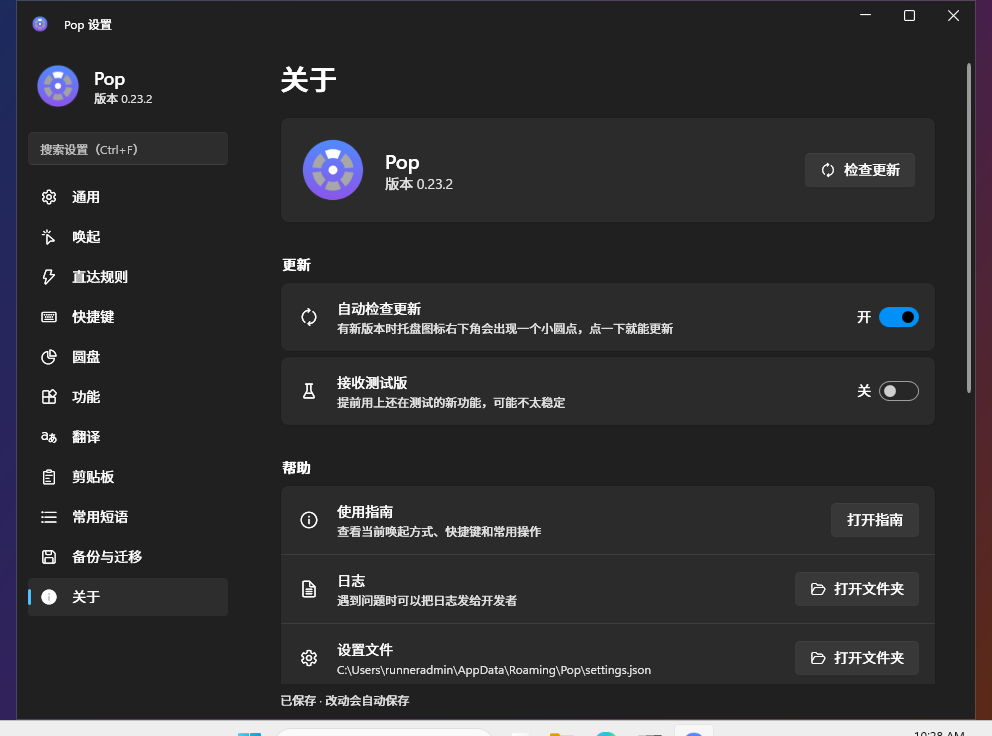 Pop 设置
Pop
版本 0.23.2
搜索设置（Ctrl+F）
通用
唤起
直达规则
快捷键
圆盘
功能
翻译
剪贴板
常用短语
备份与迁移
关于
关于
Pop
版本 0.23.2
检查更新
更新
自动检查更新
有新版本时托盘图标右下角会出现一个小圆点，点一下就能更新
开
接收测试版
提前用上还在测试的新功能，可能不太稳定
关
帮助
使用指南
查看当前唤起方式、快捷键和常用操作
打开指南
日志
遇到问题时可以把日志发给开发者
打开文件夹
设置文件
C:\Users\runneradmin\AppData\Roaming\Pop\settings.json
打开文件夹
已保存 · 改动会自动保存
10:28 AM